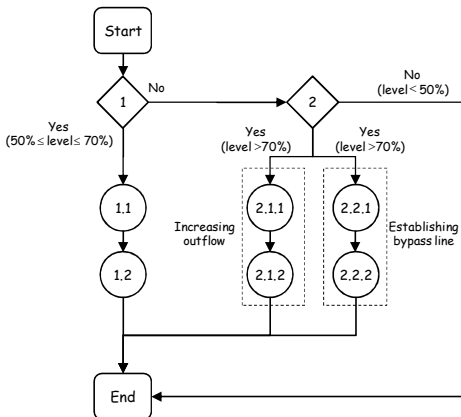 Start
1
No
2
No
(level < 50%)
Yes
(50% ≤ level ≤ 70%)
Yes
(level >70%)
Yes
(level >70%)
1.1
2.1.1
2.2.1
Increasing
outflow
Establishing
bypass line
1.2
2.1.2
2.2.2
End